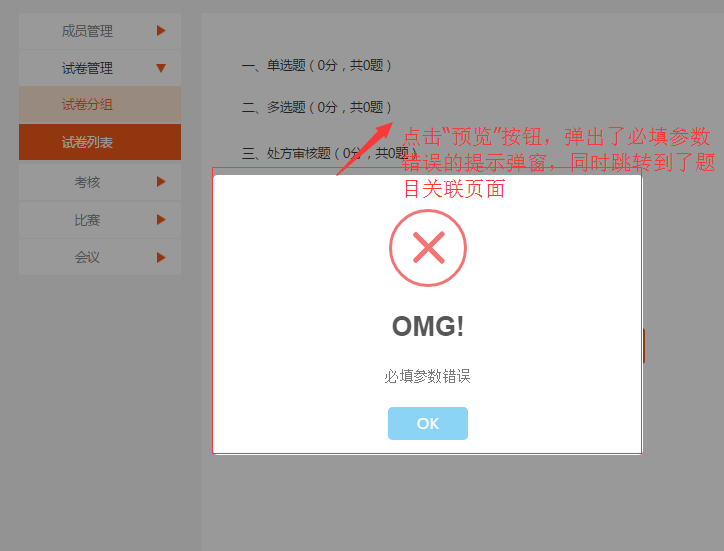 成员管理
试卷管理
试卷分组
试卷列表
考核
比赛
会议
一、单选题（0分，共0题）
二、多选题（0分，共0题）
三、处方审核题（0分，共0题）
点击“预览”按钮，弹出了必填参数
错误的提示弹窗，同时跳转到了题
目关联页面
OMG!
必填参数错误
OK